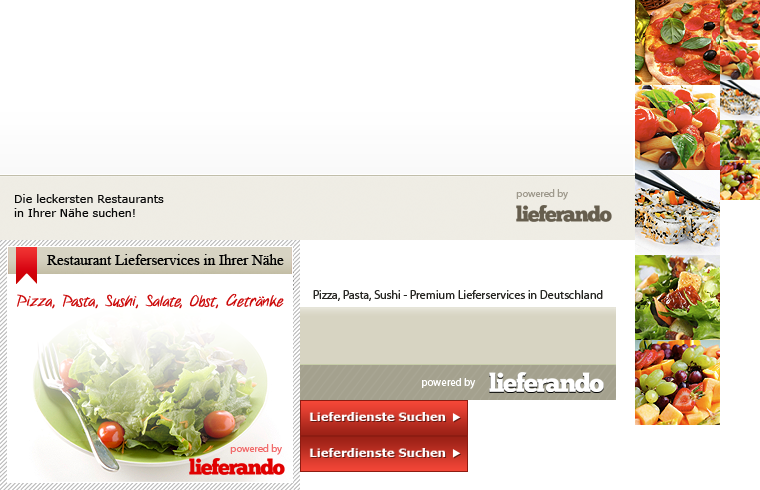 Die leckersten Restaurants
in Ihrer Nähe suchen!
powered by
lieferando
Restaurant Lieferservices in Ihrer Nähe
Pizza, Pasta, Sushi, Salate, Obst, Getränke
powered by
lieferando
Pizza, Pasta, Sushi - Premium Lieferservices in Deutschland
powered by lieferando
Lieferdienste Suchen
Lieferdienste Suchen